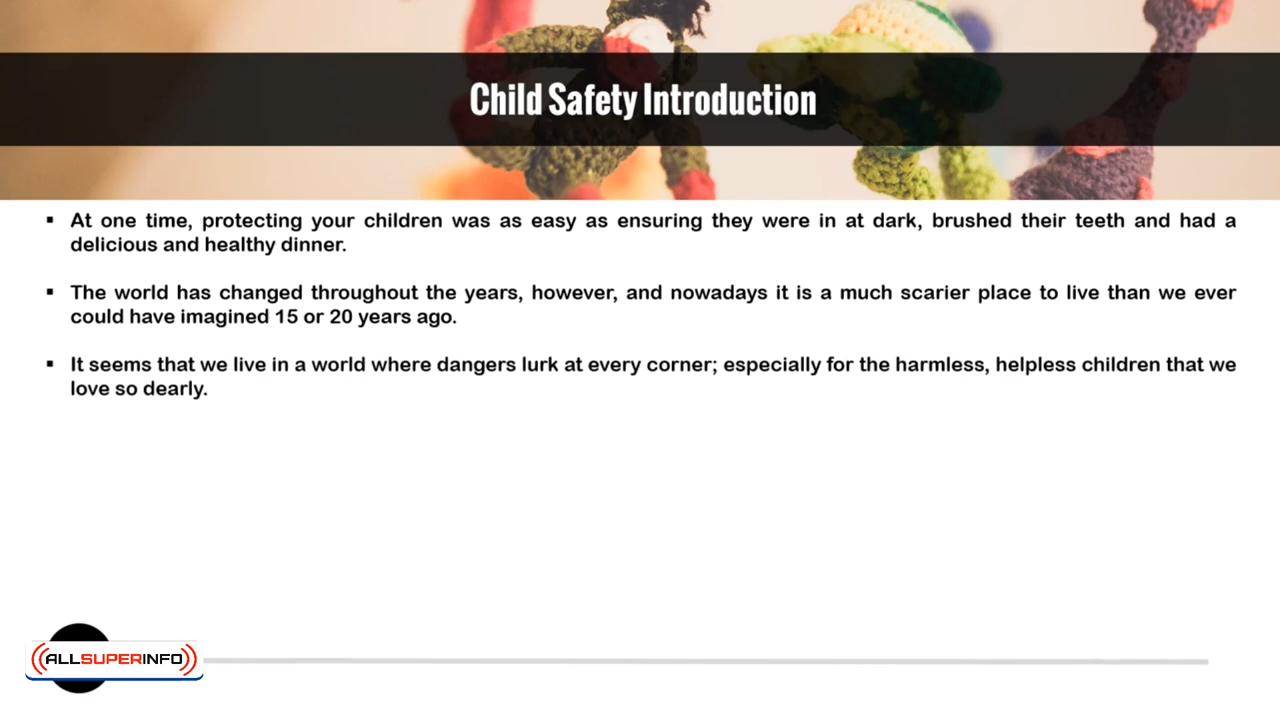 Child Safety Introduction
▪ At one time, protecting your children was as easy as ensuring they were in at dark, brushed their teeth and had a
delicious and healthy dinner.
▪ The world has changed throughout the years, however, and nowadays it is a much scarier place to live than we ever
could have imagined 15 or 20 years ago.
▪ It seems that we live in a world where dangers lurk at every corner; especially for the harmless, helpless children that we
love so dearly.
ALLSUPERINFO